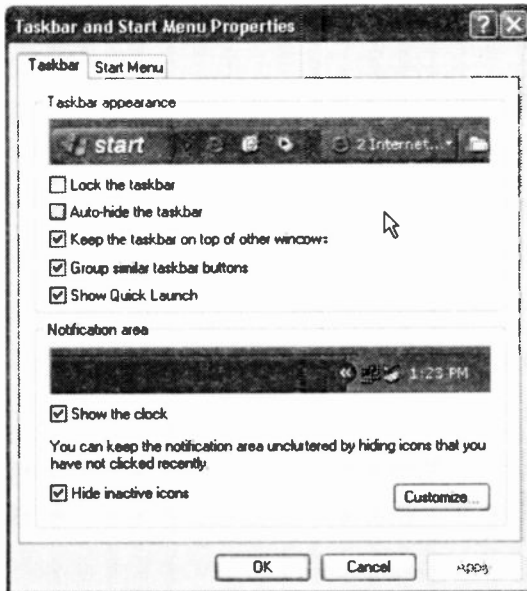 Taskbar and Start Menu Properties
Taskbar Start Menu
Taskbar appearance
start 2 Internet...
Lock the taskbar
Auto-hide the taskbar
Keep the taskbar on top of other windows
Group similar taskbar buttons
Show Quick Launch
Notification area
1:23 PM
Show the clock
You can keep the notification area uncluttered by hiding icons that you
have not clicked recently.
Hide inactive icons Customize...
OK Cancel Apply